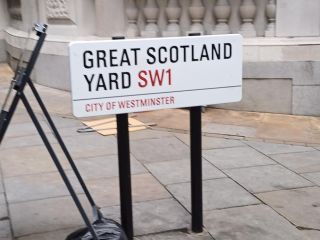 GREAT SCOTLAND
YARD SW1
CITY OF WESTMINSTER